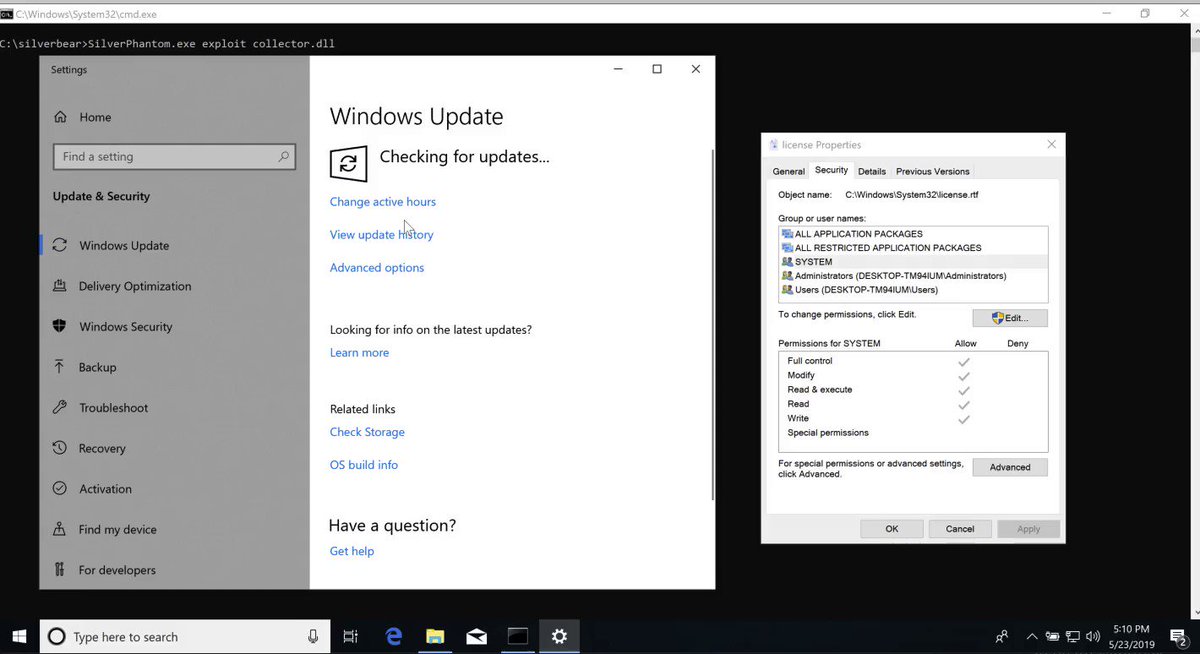 C:\Windows\System32\cmd.exe
C:\silverbear>SilverPhantom.exe exploit collector.dll
Settings
Home
Find a setting
Update & Security
Windows Update
Delivery Optimization
Windows Security
Backup
Troubleshoot
Recovery
Activation
Find my device
For developers
Windows Update
Checking for updates...
Change active hours
View update history
Advanced options
Looking for info on the latest updates?
Learn more
Related links
Check Storage
OS build info
Have a question?
Get help
license Properties
General Security Details Previous Versions
Object name: C:\Windows\System32\license.rtf
Group or user names:
ALL APPLICATION PACKAGES
ALL RESTRICTED APPLICATION PACKAGES
SYSTEM
Administrators (DESKTOP-TM94IUM\Administrators)
Users (DESKTOP-TM94IUM\Users)
To change permissions, click Edit.
Edit...
Permissions for SYSTEM Allow Deny
Full control
Modify
Read & execute
Read
Write
Special permissions
For special permissions or advanced settings,
click Advanced.
Advanced
OK Cancel Apply
Type here to search
5:10 PM
5/23/2019
2